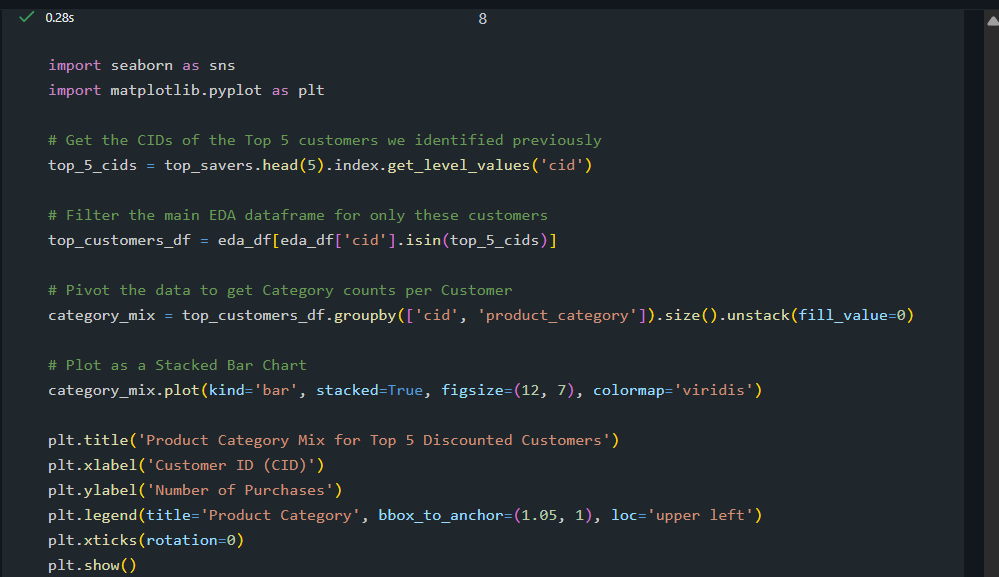 0.28s
8
import seaborn as sns
import matplotlib.pyplot as plt
# Get the CIDs of the Top 5 customers we identified previously
top_5_cids = top_savers.head(5).index.get_level_values('cid')
# Filter the main EDA dataframe for only these customers
top_customers_df = eda_df[eda_df['cid'].isin(top_5_cids)]
# Pivot the data to get Category counts per Customer
category_mix = top_customers_df.groupby(['cid', 'product_category']).size().unstack(fill_value=0)
# Plot as a Stacked Bar Chart
category_mix.plot(kind='bar', stacked=True, figsize=(12, 7), colormap='viridis')
plt.title('Product Category Mix for Top 5 Discounted Customers')
plt.xlabel('Customer ID (CID)')
plt.ylabel('Number of Purchases')
plt.legend(title='Product Category', bbox_to_anchor=(1.05, 1), loc='upper left')
plt.xticks(rotation=0)
plt.show()